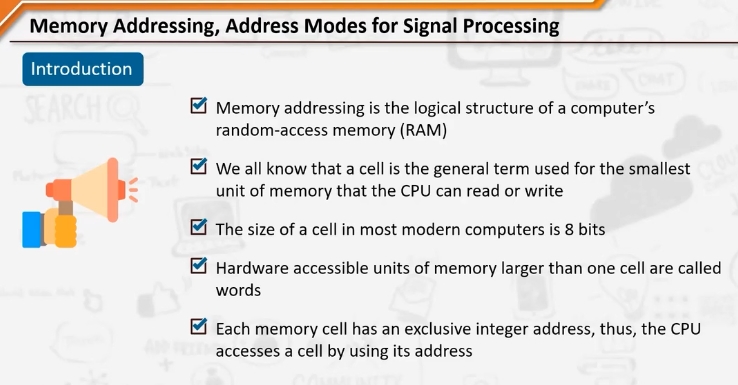 Memory Addressing, Address Modes for Signal Processing
Introduction
Memory addressing is the logical structure of a computer's
random-access memory (RAM)
We all know that a cell is the general term used for the smallest
unit of memory that the CPU can read or write
The size of a cell in most modern computers is 8 bits
Hardware accessible units of memory larger than one cell are called
words
Each memory cell has an exclusive integer address, thus, the CPU
accesses a cell by using its address
SEARCH